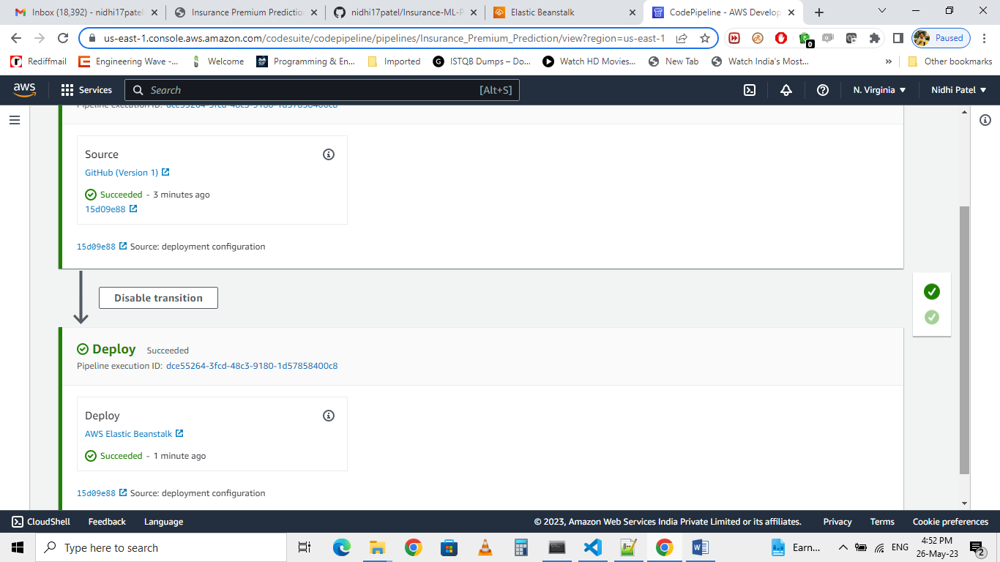 Inbox (18,392) - nidhi17patel
Insurance Premium Predictio
nidhi17patel/Insurance-ML-P
Elastic Beanstalk
CodePipeline - AWS Develop
us-east-1.console.aws.amazon.com/codesuite/codepipeline/pipelines/Insurance_Premium_Prediction/view?region=us-east-1
0
Paused
Rediffmail
Engineering Wave -...
Welcome
Programming & En...
Imported
ISTQB Dumps – Do...
Watch HD Movies...
New Tab
Watch India's Most...
»
Other bookmarks
aws
Services
Search
[Alt+S]
N. Virginia
Nidhi Patel
Pipeline execution ID: dce55264-3fcd-48c3-9180-1d57858400c8
Source
GitHub (Version 1)
Succeeded - 3 minutes ago
15d09e88
15d09e88 Source: deployment configuration
Disable transition
Deploy Succeeded
Pipeline execution ID: dce55264-3fcd-48c3-9180-1d57858400c8
Deploy
AWS Elastic Beanstalk
Succeeded - 1 minute ago
15d09e88 Source: deployment configuration
CloudShell
Feedback
Language
© 2023, Amazon Web Services India Private Limited or its affiliates.
Privacy
Terms
Cookie preferences
Type here to search
Earn...
ENG
4:52 PM
26-May-23
2